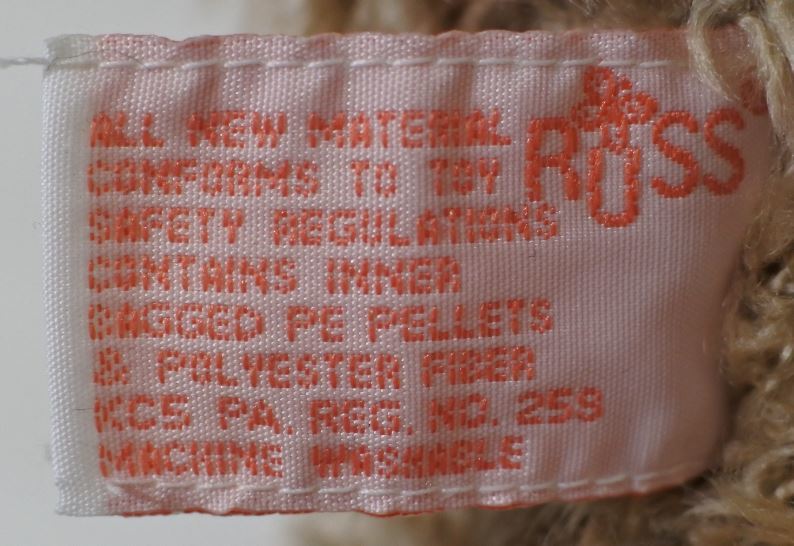 ALL NEW MATERIAL
RUSS
CONFORMS TO TOY
SAFETY REGULATIONS
CONTAINS INNER
BAGGED PE PELLETS
& POLYESTER FIBER
KCS PA. REG. NO. 259
MACHINE WASHABLE